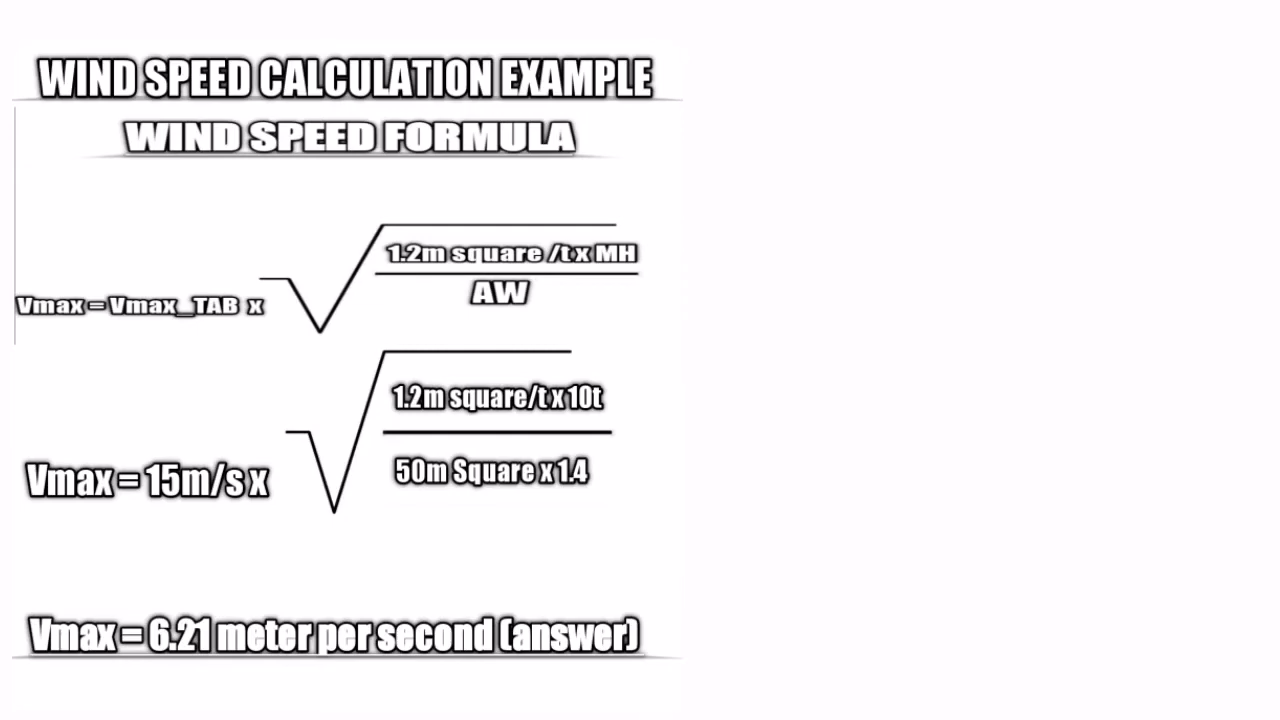 WIND SPEED CALCULATION EXAMPLE
WIND SPEED FORMULA
1.2m square /t x MH
AW
Vmax = Vmax_TAB x
1.2m square/t x 10t
50m Square x 1.4
Vmax = 15m/s x
Vmax = 6.21 meter per second (answer)